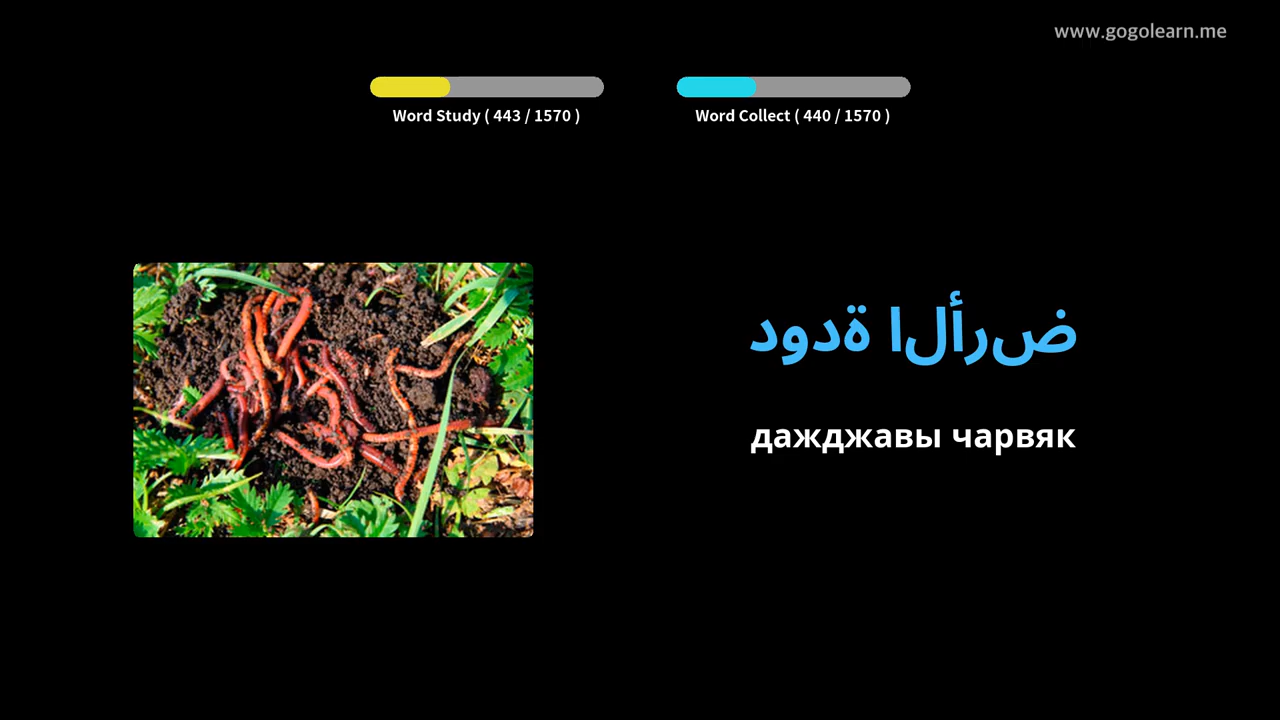 www.gogolearn.me
Word Study ( 443 / 1570 )
Word Collect ( 440 / 1570 )
دودة الأرض
дажджавы чарвяк